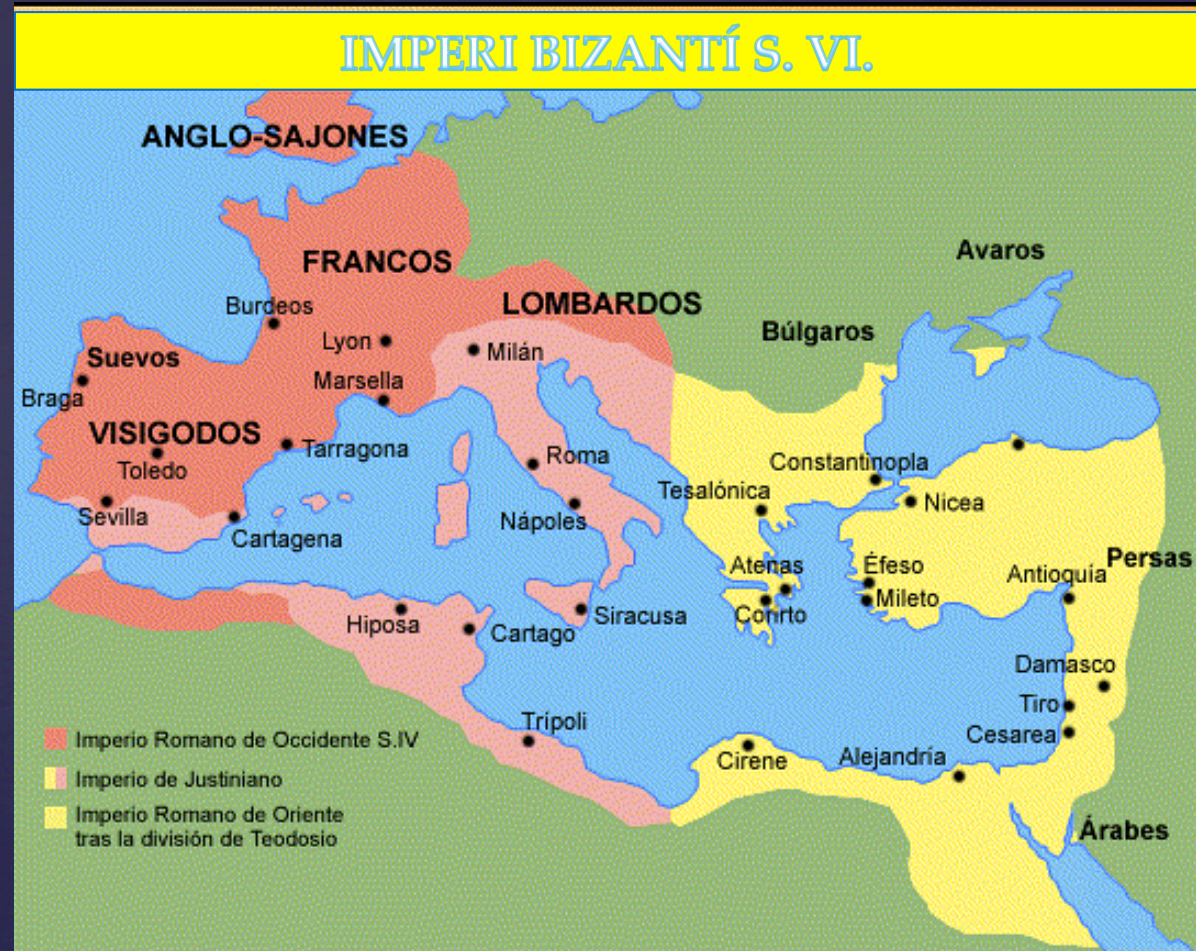 IMPERI BIZANTÍ S. VI.
ANGLO-SAJONES
FRANCOS
Avaros
LOMBARDOS
Burdeos
Búlgaros
Lyon
Milán
Suevos
Marsella
Braga
VISIGODOS
Tarragona
Roma
Toledo
Constantinopla
Tesalónica
Nicea
Sevilla
Nápoles
Cartagena
Persas
Atenas
Éfeso
Antioquía
Mileto
Corirto
Siracusa
Hiposa
Cartago
Damasco
Tiro
Trípoli
Cesarea
Imperio Romano de Occidente S.IV
Cirene
Alejandría
Imperio de Justiniano
Imperio Romano de Oriente
tras la división de Teodosio
Árabes